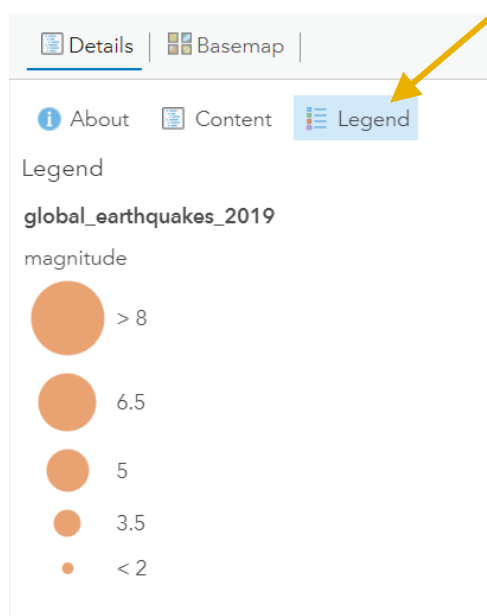 Details | Basemap |
About Content Legend
Legend
global_earthquakes_2019
magnitude
> 8
6.5
5
3.5
< 2